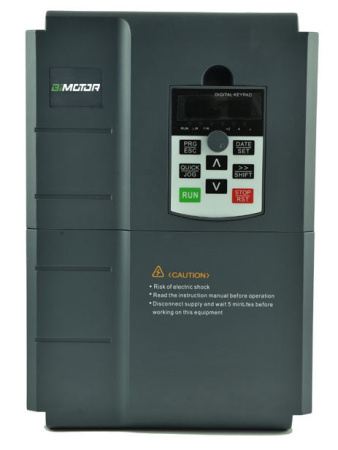 BiMOTOR
DIGITAL-KEYPAD
PRG
ESC
DATE
SET
QUICK
JOG
∧
>>
SHIFT
RUN
∨
STOP
RST
<CAUTION>
• Risk of electric shock
• Read the instruction manual before operation
• Disconnect supply and wait 5 minutes before
working on this equipment